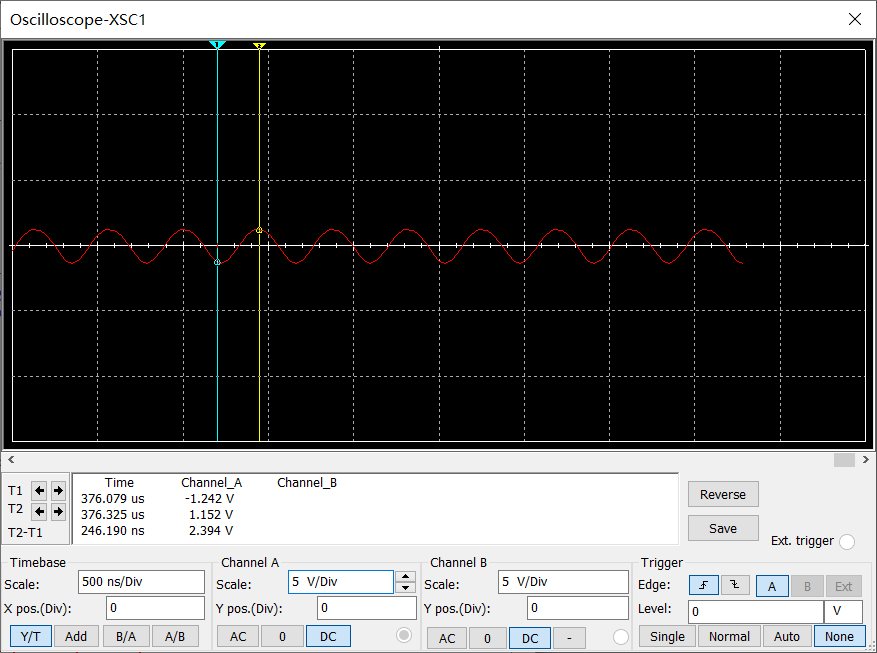 Oscilloscope-XSC1
1 2
T1
T2
T2-T1
Time Channel_A Channel_B
376.079 us -1.242 V
376.325 us 1.152 V
246.190 ns 2.394 V
Reverse
Save
Ext. trigger
Timebase
Scale: 500 ns/Div
X pos.(Div): 0
Y/T Add B/A A/B
Channel A
Scale: 5 V/Div
Y pos.(Div): 0
AC 0 DC
Channel B
Scale: 5 V/Div
Y pos.(Div): 0
AC 0 DC -
Trigger
Edge: A B Ext
Level: 0 V
Single Normal Auto None